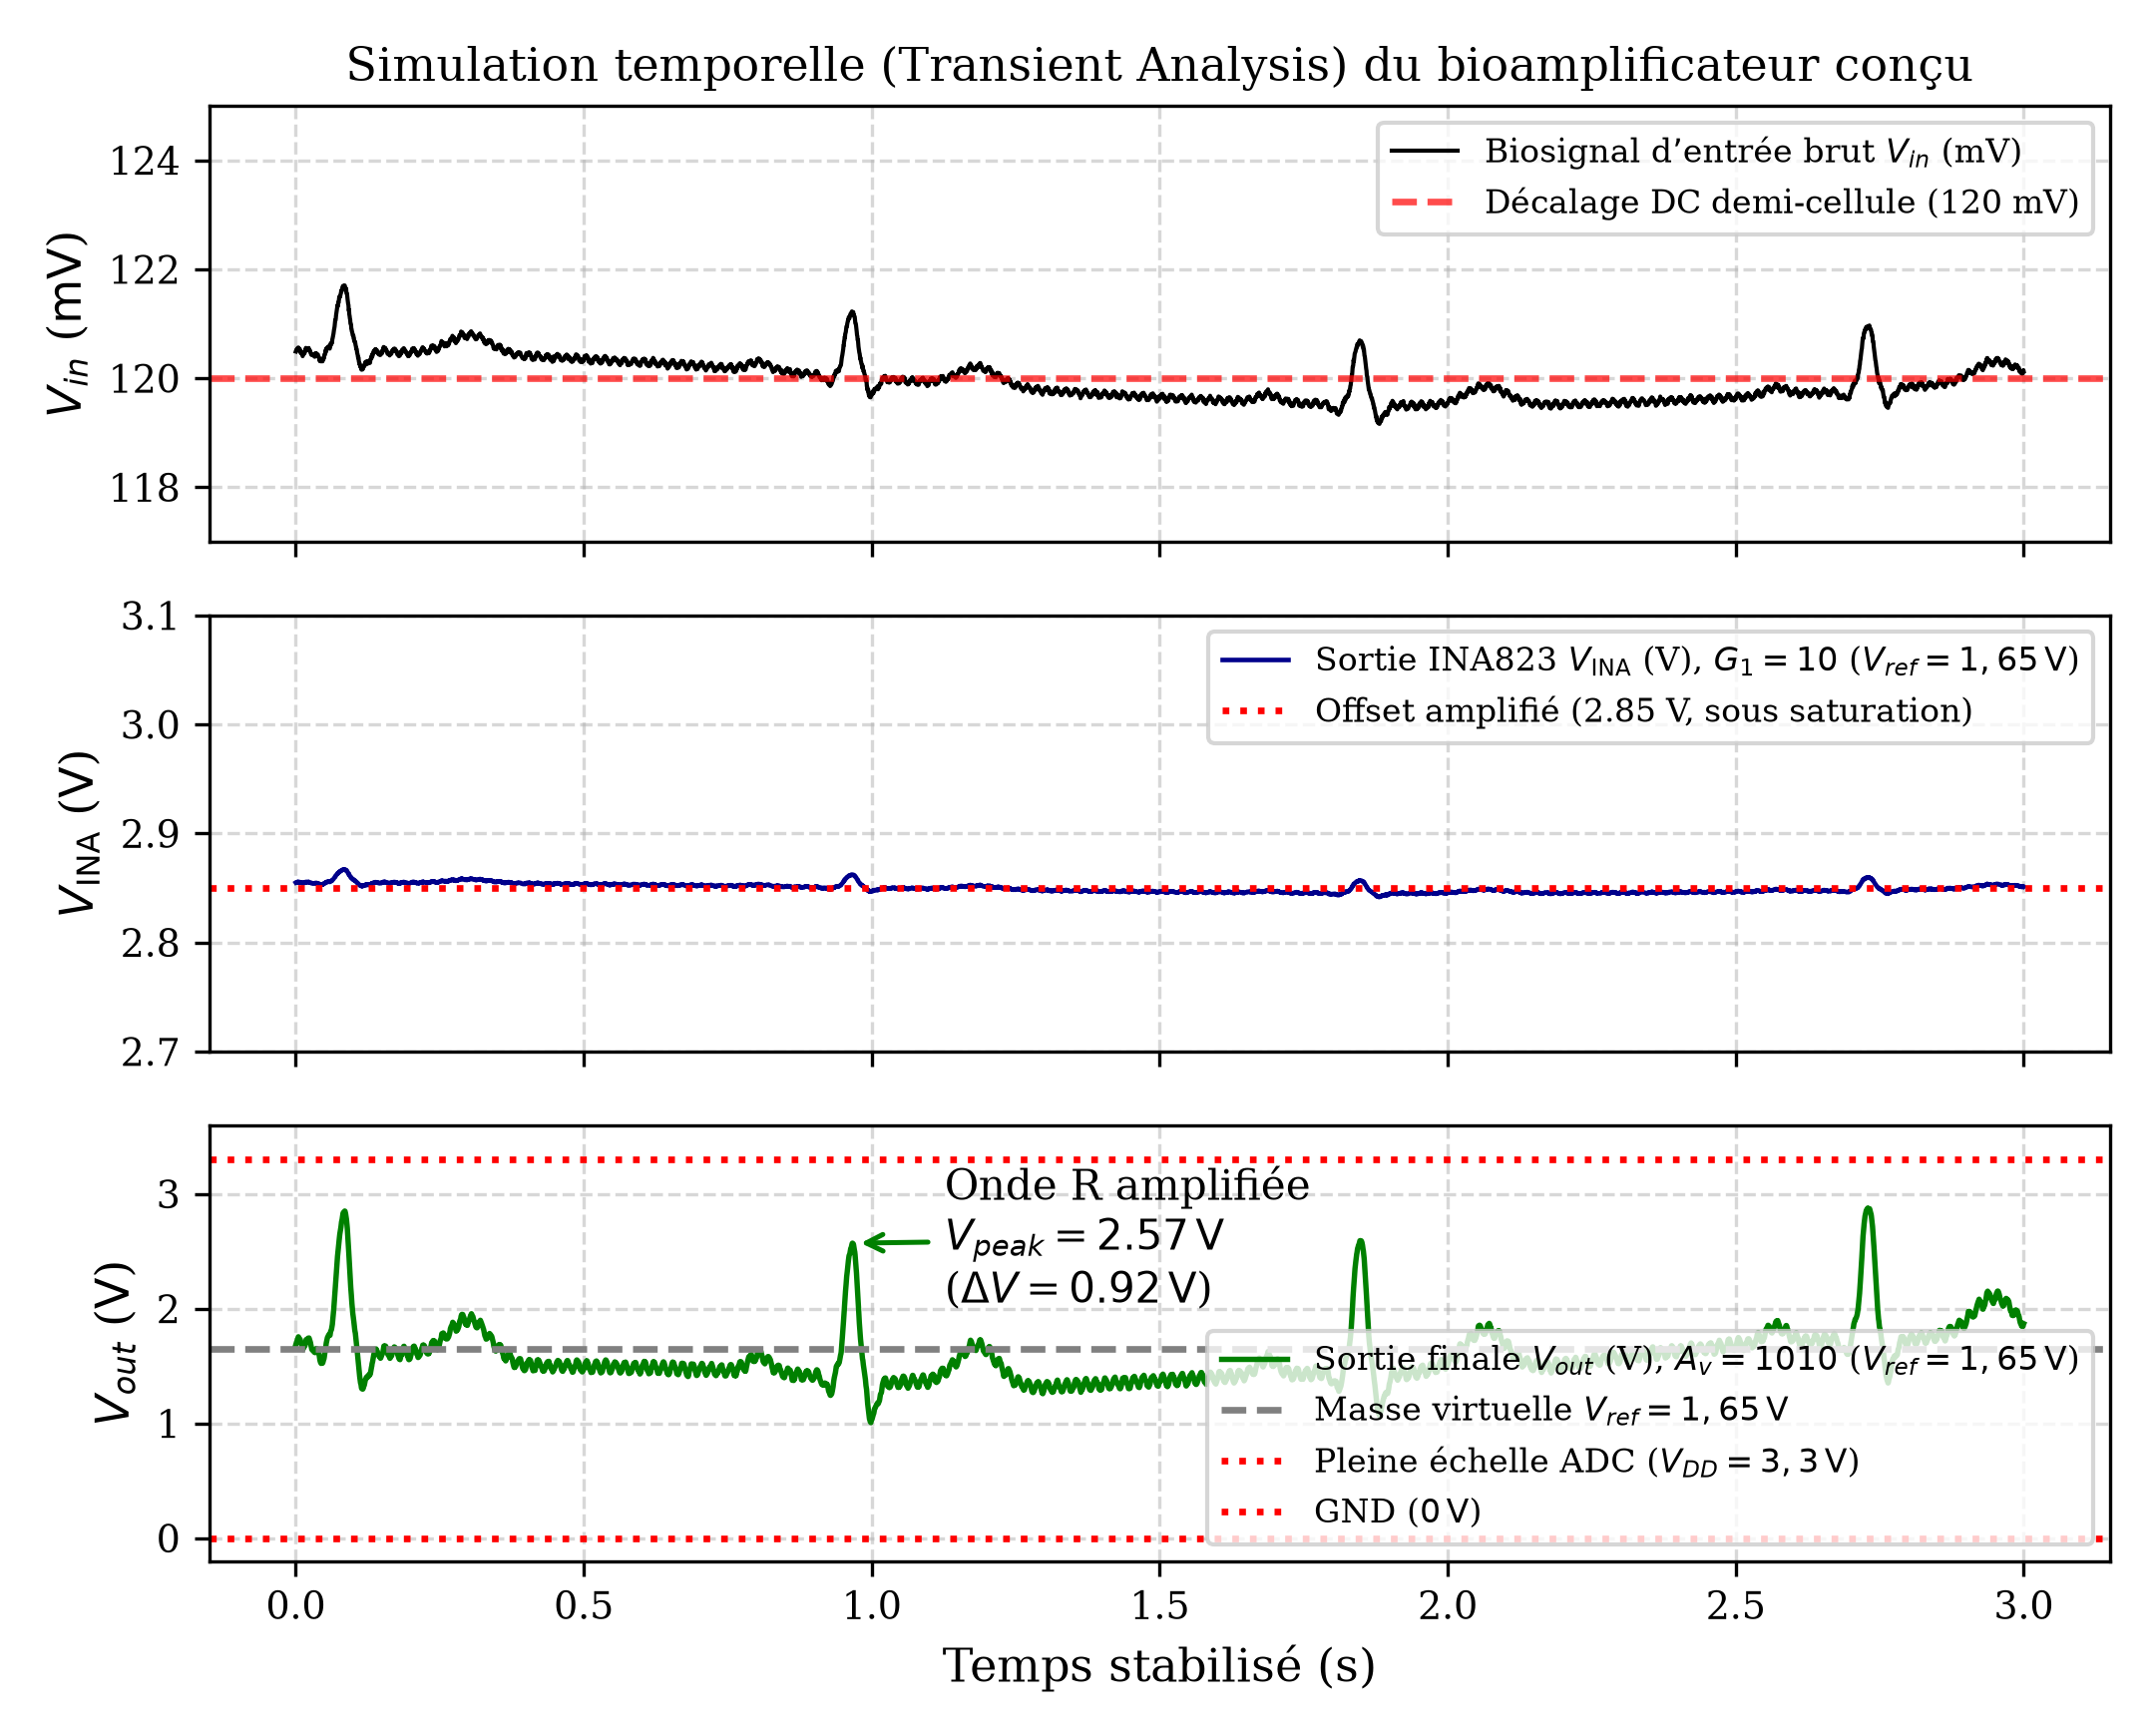 Simulation temporelle (Transient Analysis) du bioamplificateur conçu
V_in (mV)
124
122
120
118
Biosignal d’entrée brut V_in (mV)
Décalage DC demi-cellule (120 mV)
V_INA (V)
3.1
3.0
2.9
2.8
2.7
Sortie INA823 V_INA (V), G_1 = 10 (V_ref = 1, 65 V)
Offset amplifié (2.85 V, sous saturation)
V_out (V)
3
2
1
0
Onde R amplifiée
V_peak = 2.57 V
(ΔV = 0.92 V)
Sortie finale V_out (V), A_v = 1010 (V_ref = 1, 65 V)
Masse virtuelle V_ref = 1, 65 V
Pleine échelle ADC (V_DD = 3, 3 V)
GND (0 V)
0.0 0.5 1.0 1.5 2.0 2.5 3.0
Temps stabilisé (s)